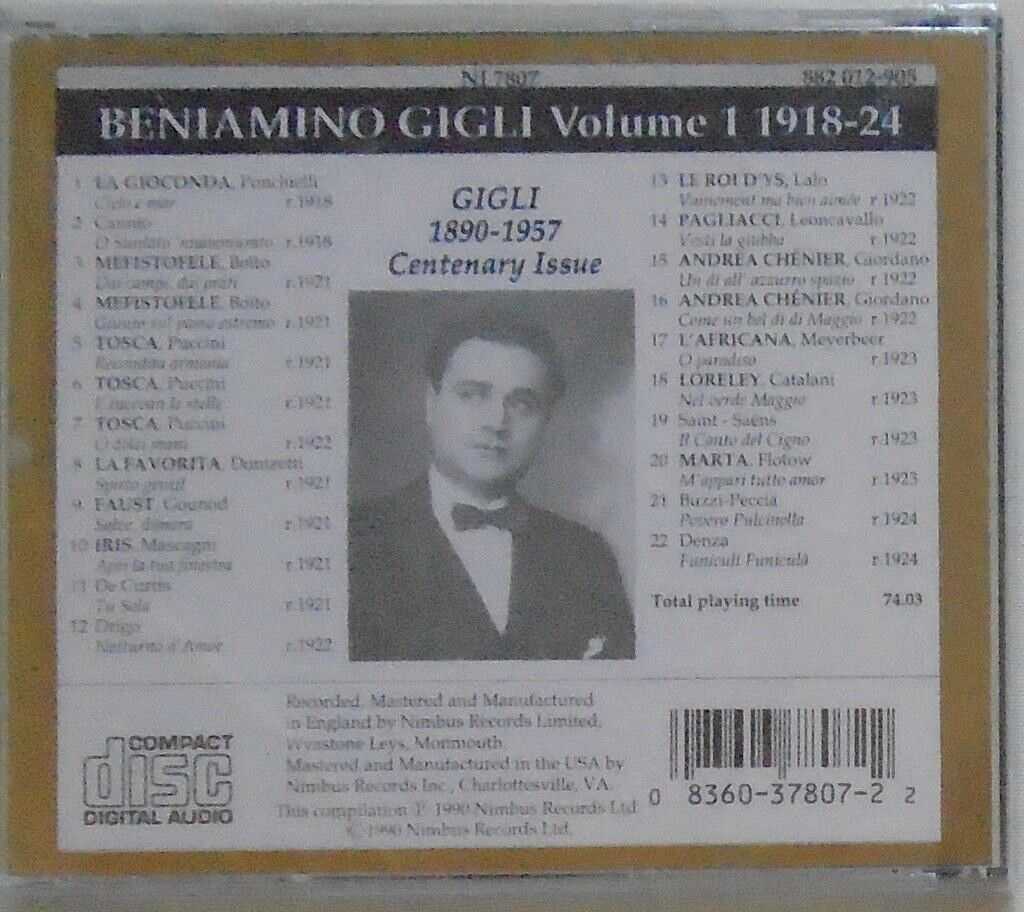 NI 7807
882 012-905
BENIAMINO GIGLI Volume 1 1918-24
1 LA GIOCONDA, Ponchielli
Cielo e mar r.1918
2 Cannio
O surdato 'nnammurato r.1918
3 MEFISTOFELE, Boito
Dai campi, dai prati r.1921
4 MEFISTOFELE, Boito
Giunto sul passo estremo r.1921
5 TOSCA, Puccini
Recondita armonia r.1921
6 TOSCA, Puccini
E lucevan le stelle r.1921
7 TOSCA, Puccini
O dolci mani r.1922
8 LA FAVORITA, Donizetti
Spirto gentil r.1921
9 FAUST, Gounod
Salve, dimora r.1921
10 IRIS, Mascagni
Apri la tua finestra r.1921
11 De Curtis
Tu Sola r.1921
12 Drigo
Notturno d'Amor r.1922
GIGLI
1890-1957
Centenary Issue
13 LE ROI D'YS, Lalo
Vainement ma bien aimée r 1922
14 PAGLIACCI, Leoncavallo
Vesti la giubba r 1922
15 ANDREA CHÉNIER, Giordano
Un di all' azzurro spazio r 1922
16 ANDREA CHÉNIER, Giordano
Come un bel di di Maggio r 1922
17 L'AFRICANA, Meyerbeer
O paradiso r.1923
18 LORELEY, Catalani
Nel verde Maggio r.1923
19 Saint - Saëns
Il Canto del Cigno r.1923
20 MARTA, Flotow
M'appari tutto amor r.1923
21 Buzzi-Peccia
Povero Pulcinella r 1924
22 Denza
Funiculì Funiculà r 1924
Total playing time 74.03
COMPACT
disc
DIGITAL AUDIO
Recorded, Mastered and Manufactured
in England by Nimbus Records Limited,
Wyastone Leys, Monmouth.
Mastered and Manufactured in the USA by
Nimbus Records Inc., Charlottesville, VA.
This compilation ℗ 1990 Nimbus Records Ltd
© 1990 Nimbus Records Ltd.
0 8360-37807-2 2